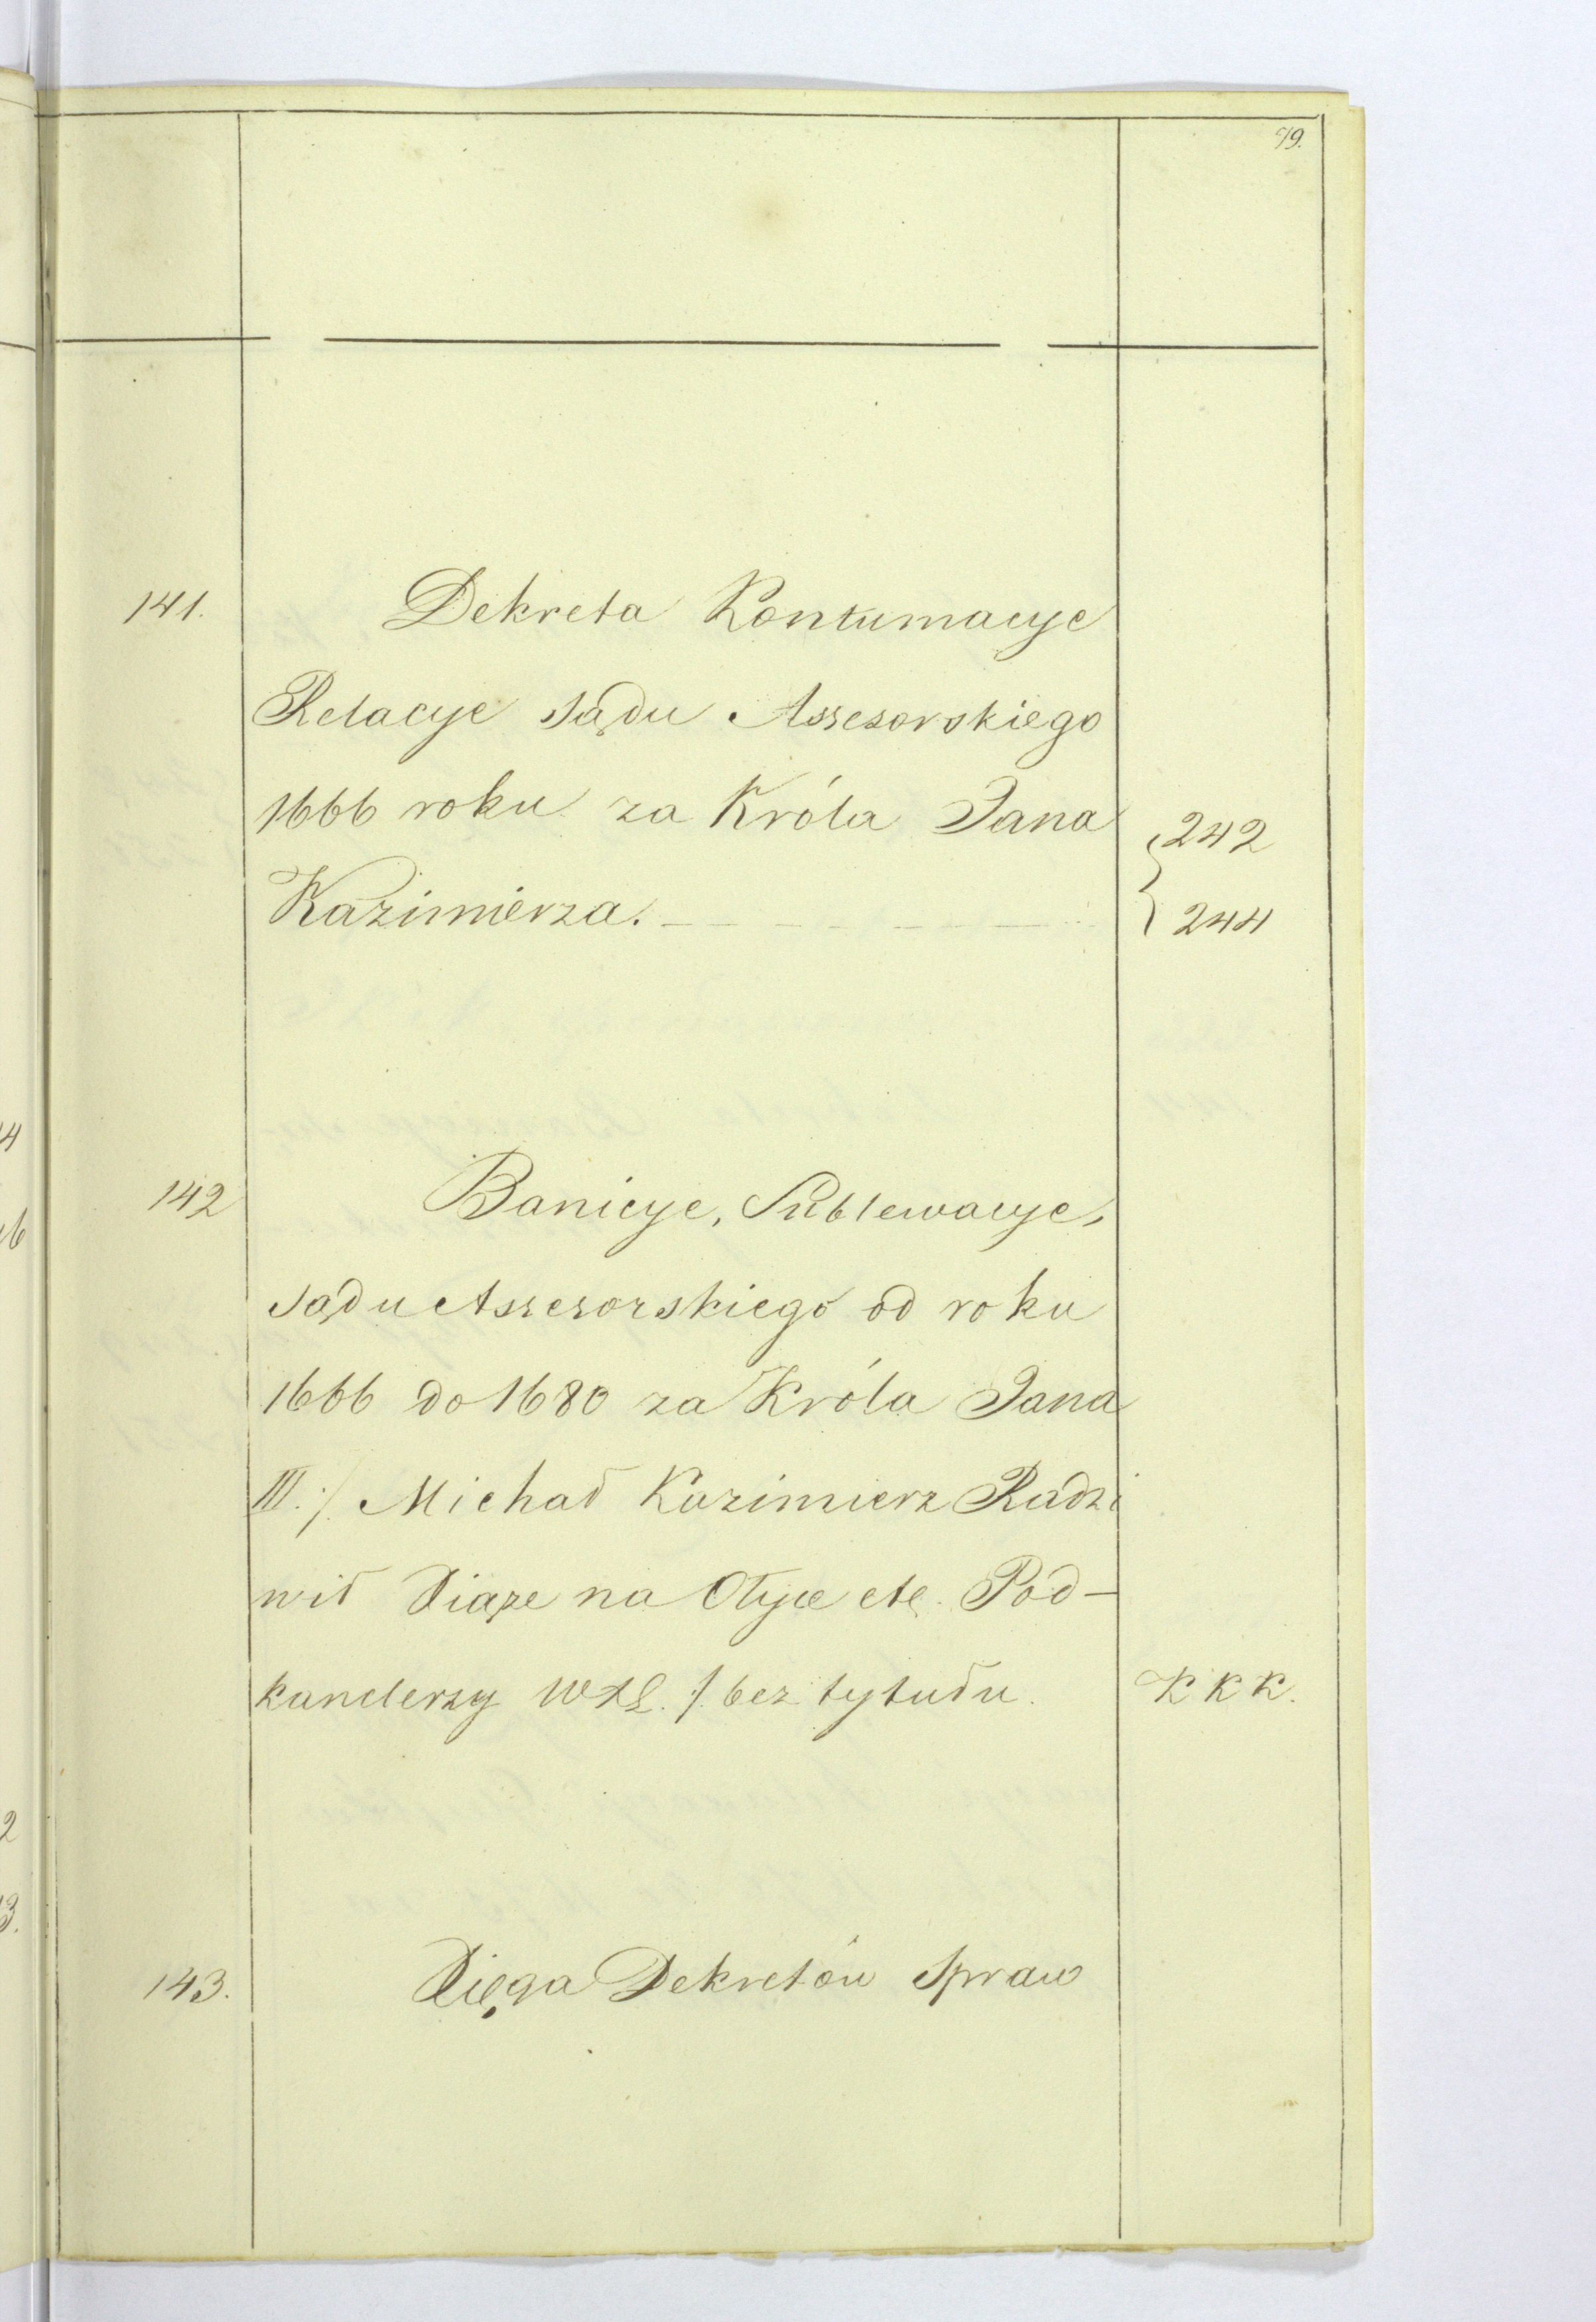 79.
141. Dekreta Kontumacye
Relacye sądu Assesorskiego
1666 roku za Króla Jana 242
Kazimierza. 244
142 Banicye, Sublewacye,
sądu Assesorskiego od roku
1666 do 1680 za Króla Jana
III. :/ Michał Kazimierz Radzi
wił Xiąże na Ołyce etc. Pod-
kanclerzy WXL. /: bez tytułu. K K K.
143. Xięga Dekretów Spraw